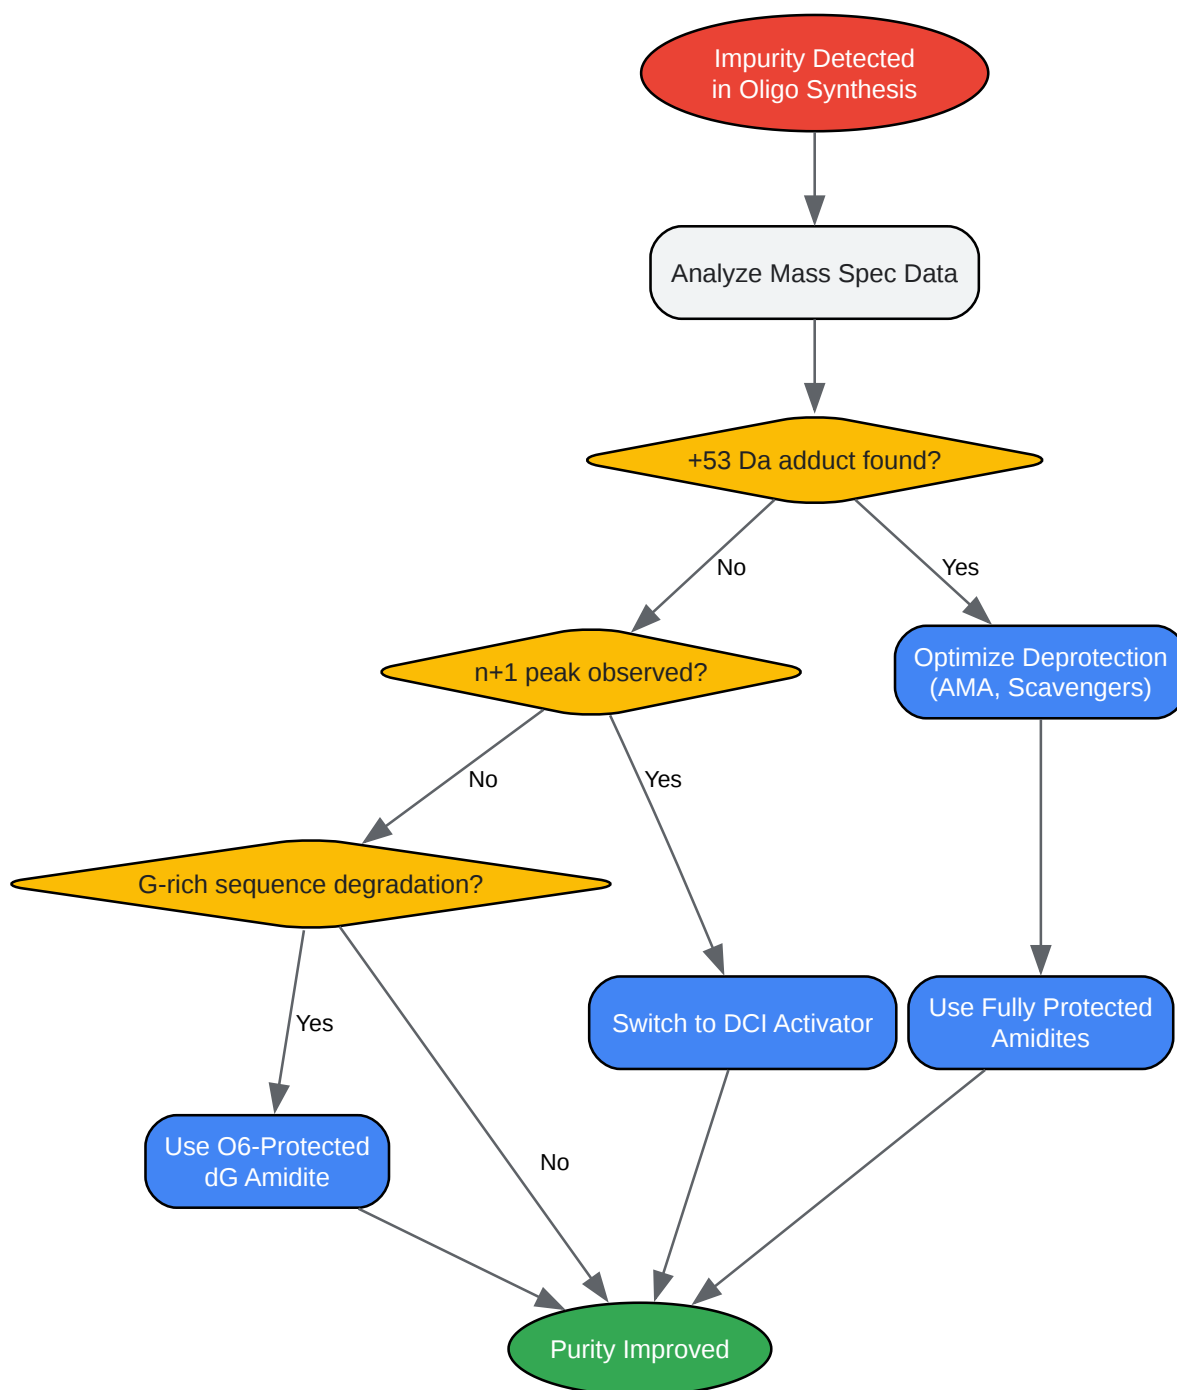 Impurity Detected
in Oligo Synthesis
Analyze Mass Spec Data
+53 Da adduct found?
No
Yes
n+1 peak observed?
Optimize Deprotection
(AMA, Scavengers)
No
Yes
G-rich sequence degradation?
Yes
Switch to DCI Activator
Use Fully Protected
Amidites
Use O6-Protected
dG Amidite
No
Purity Improved